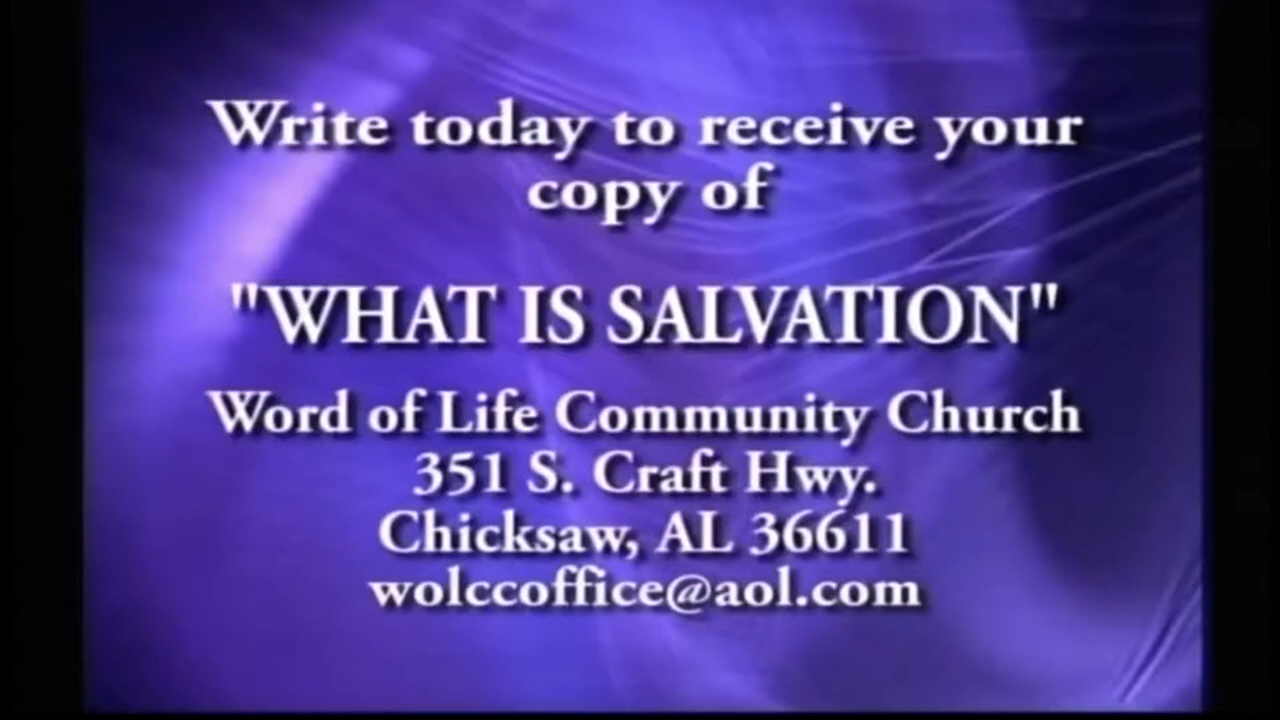 Write today to receive your
copy of
"WHAT IS SALVATION"
Word of Life Community Church
351 S. Craft Hwy.
Chicksaw, AL 36611
wolccoffice@aol.com